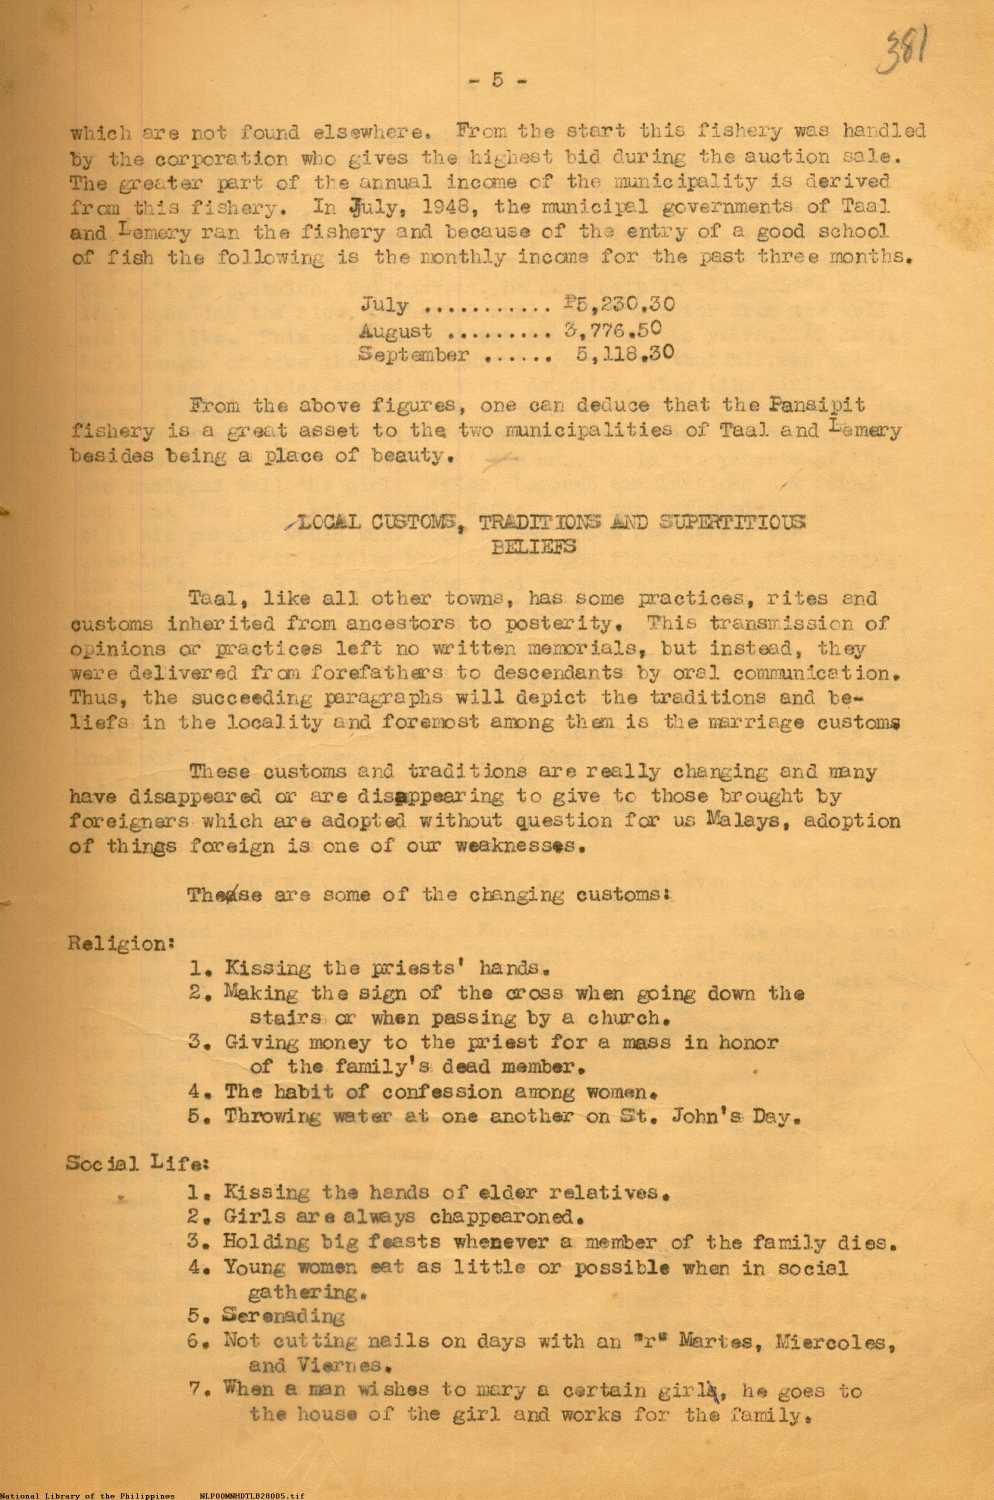 381
- 5 -
which are not found elsewhere. From the start this fishery was handled
by the corporation who gives the highest bid during the auction sale.
The greater part of the annual income of the municipality is derived
from this fishery. In July, 1948, the municipal governments of Taal
and Lemery ran the fishery and because of the entry of a good school
of fish the following is the monthly income for the past three months.
July ........... ₱5,230.30
August ......... 3,776.50
September ...... 5,118.30
From the above figures, one can deduce that the Pansipit
fishery is a great asset to the two municipalities of Taal and Lemery
besides being a place of beauty.
LOCAL CUSTOMS, TRADITIONS AND SUPERTITIOUS
BELIEFS
Taal, like all other towns, has some practices, rites and
customs inherited from ancestors to posterity. This transmission of
opinions or practices left no written memorials, but instead, they
were delivered from forefathers to descendants by oral communication.
Thus, the succeeding paragraphs will depict the traditions and be-
liefs in the locality and foremost among them is the marriage customs
These customs and traditions are really changing and many
have disappeared or are disappearing to give to those brought by
foreigners which are adopted without question for us Malays, adoption
of things foreign is one of our weaknesses.
These are some of the changing customs:
Religion:
1. Kissing the priests' hands.
2. Making the sign of the cross when going down the
stairs or when passing by a church.
3. Giving money to the priest for a mass in honor
of the family's dead member.
4. The habit of confession among women.
5. Throwing water at one another on St. John's Day.
Social Life:
1. Kissing the hands of elder relatives.
2. Girls are always chappearoned.
3. Holding big feasts whenever a member of the family dies.
4. Young women eat as little or possible when in social
gathering.
5. Serenading
6. Not cutting nails on days with an "r" Martes, Miercoles,
and Viernes.
7. When a man wishes to mary a certain girl, he goes to
the house of the girl and works for the family.
National Library of the Philippines NLPOOMNHDTLB28005.tif